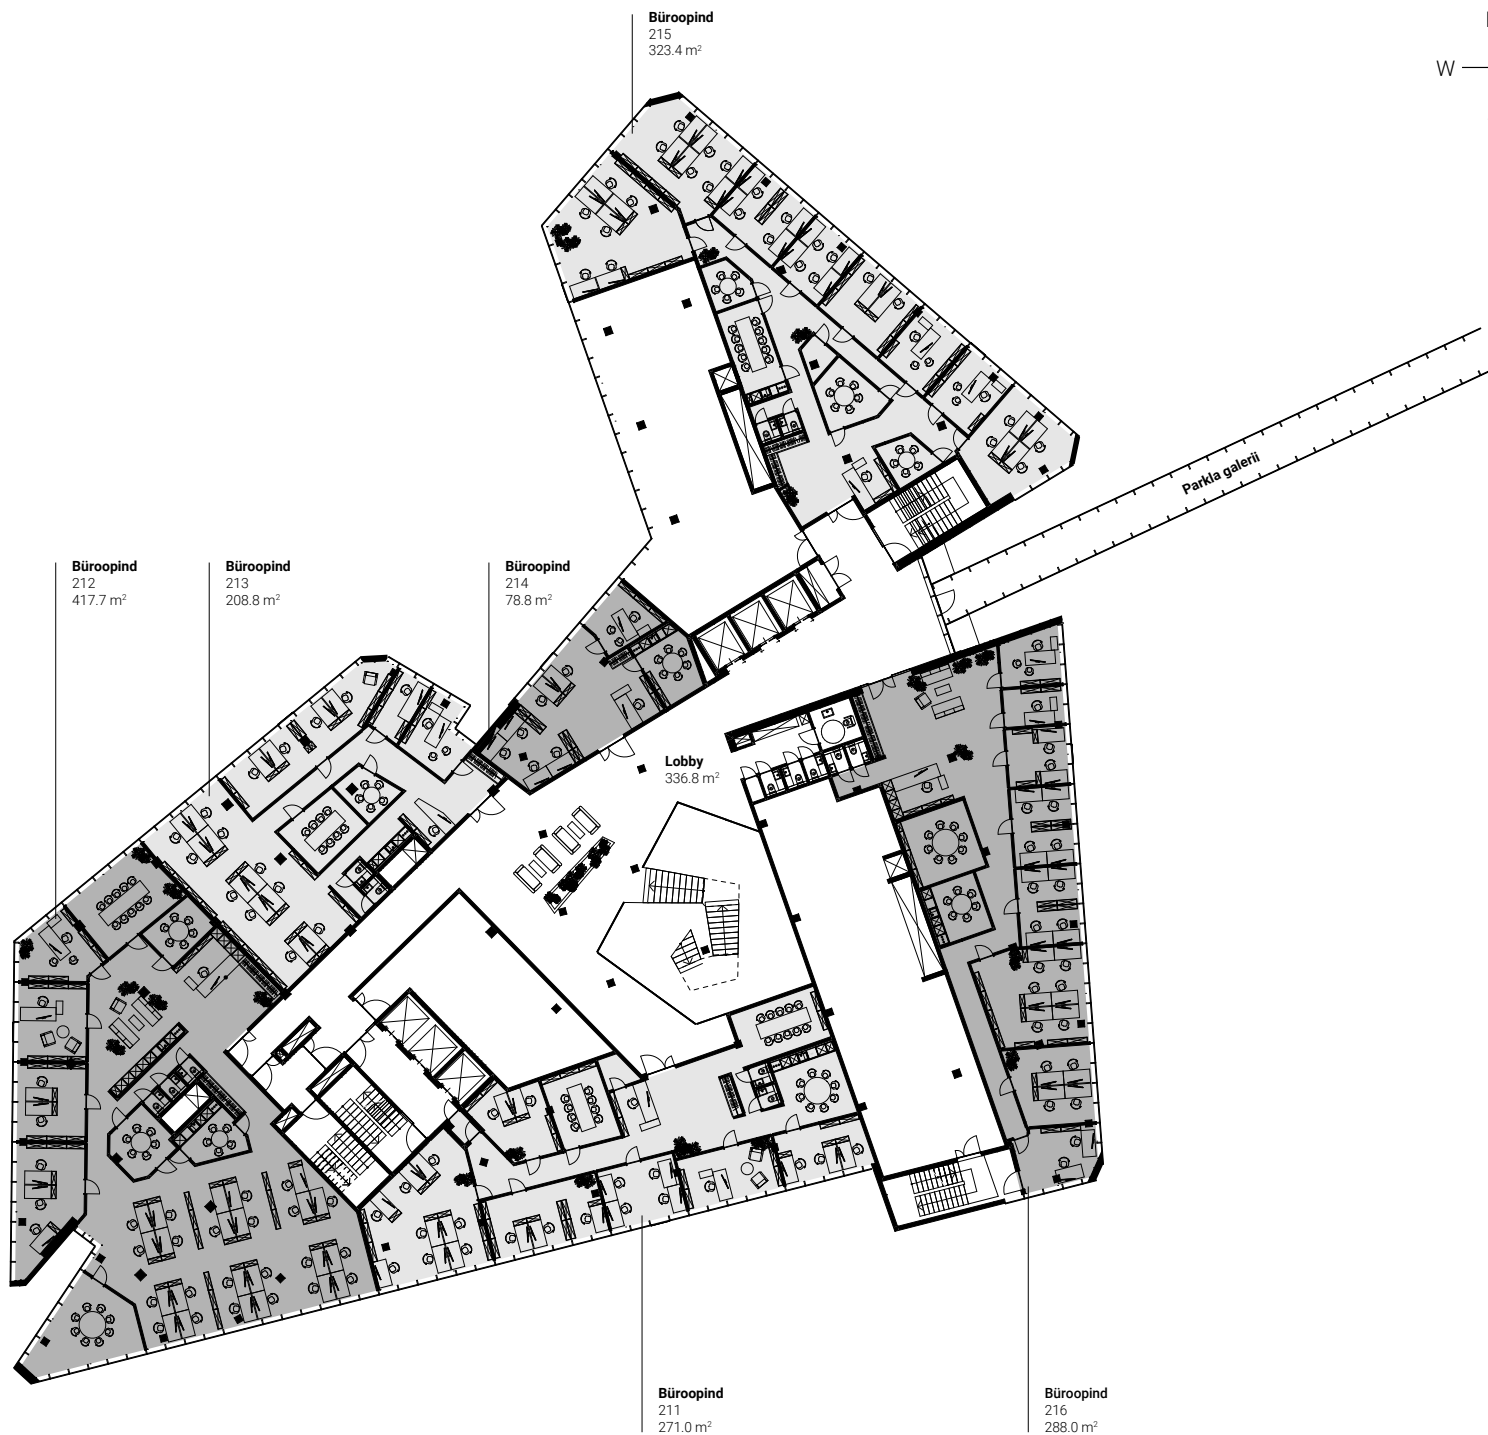 Büroopind
215
323.4 m²
W
Parkla galerii
Büroopind
212
417.7 m²
Büroopind
213
208.8 m²
Büroopind
214
78.8 m²
Lobby
336.8 m²
Büroopind
211
271.0 m²
Büroopind
216
288.0 m²